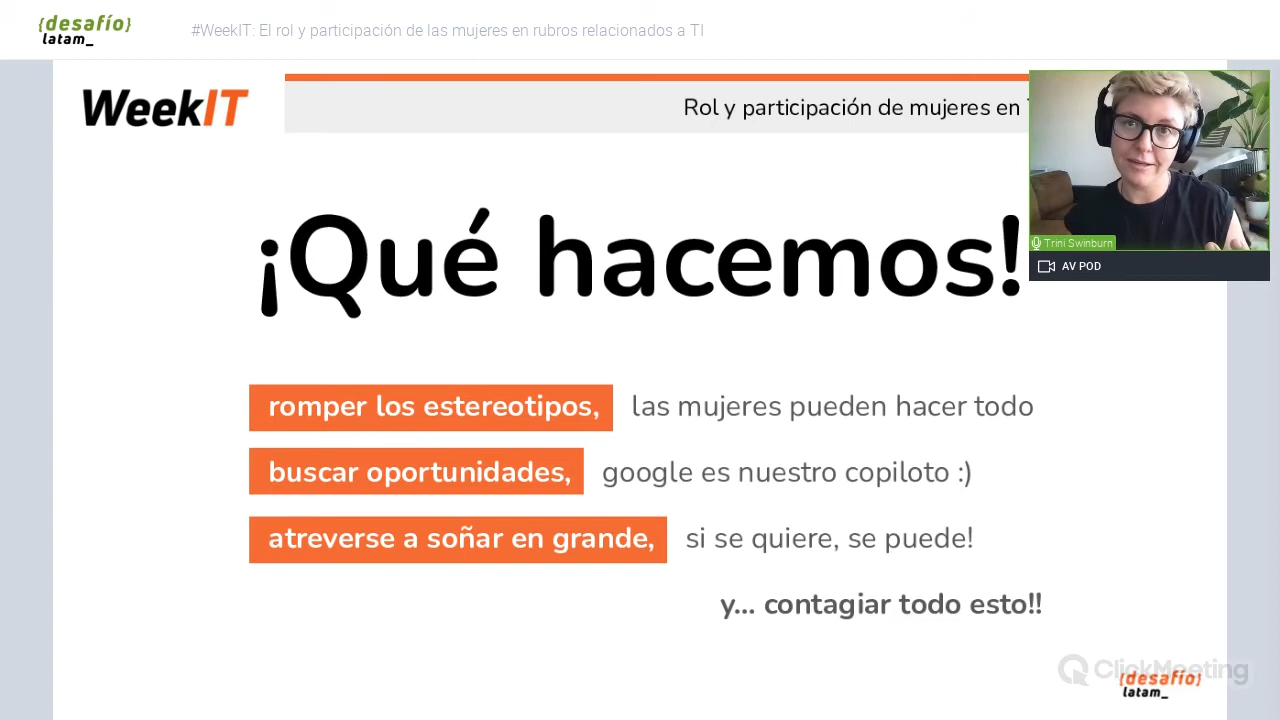 {desafío}
latam_
#WeekIT: El rol y participación de las mujeres en rubros relacionados a TI
WeekIT
Rol y participación de mujeres en
Trini Swinburn
AV POD
¡Qué hacemos!
romper los estereotipos, las mujeres pueden hacer todo
buscar oportunidades, google es nuestro copiloto :)
atreverse a soñar en grande, si se quiere, se puede!
y... contagiar todo esto!!
ClickMeeting
{desafío}
latam_